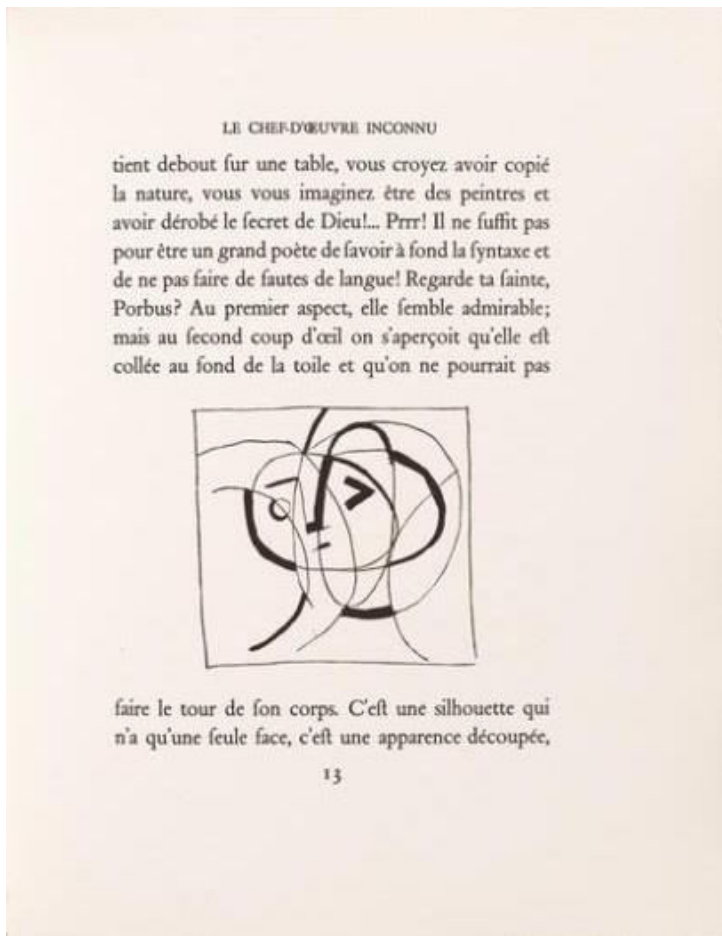 LE CHEF-D'ŒUVRE INCONNU
tient debout ſur une table, vous croyez avoir copié
la nature, vous vous imaginez être des peintres et
avoir dérobé le ſecret de Dieu!... Prrr! Il ne ſuffit pas
pour être un grand poète de ſavoir à fond la ſyntaxe et
de ne pas faire de fautes de langue! Regarde ta ſainte,
Porbus? Au premier aspect, elle ſemble admirable;
mais au ſecond coup d'œil on s'aperçoit qu'elle eſt
collée au fond de la toile et qu'on ne pourrait pas
faire le tour de ſon corps. C'eſt une silhouette qui
n'a qu'une ſeule face, c'eſt une apparence découpée,
13